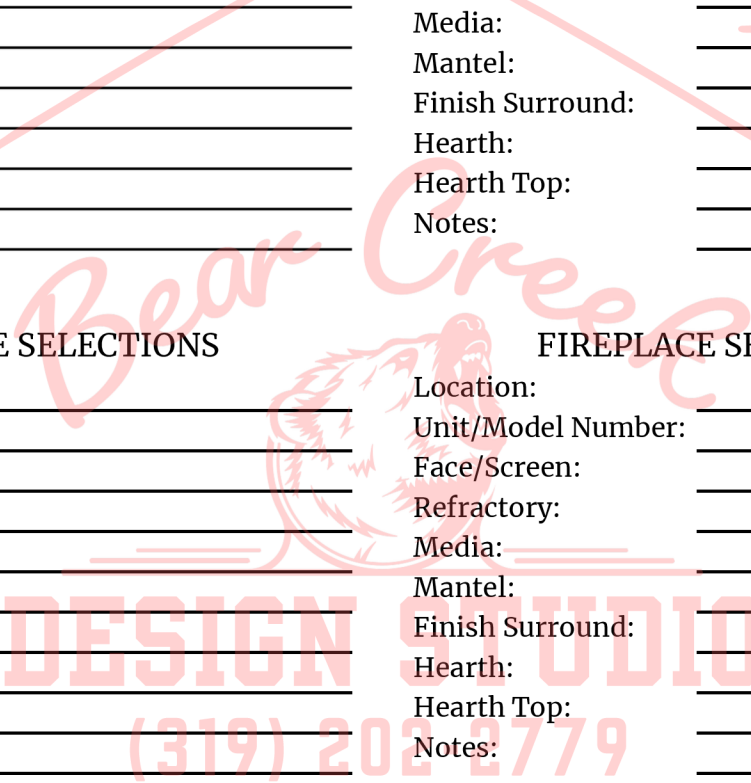 Media:
Mantel:
Finish Surround:
Hearth:
Hearth Top:
Notes:
Bear Creek
E SELECTIONS
FIREPLACE SE
Location:
Unit/Model Number:
Face/Screen:
Refractory:
Media:
Mantel:
Finish Surround:
DESIGN STUDIO
Hearth:
Hearth Top:
Notes:
(319) 202 2779